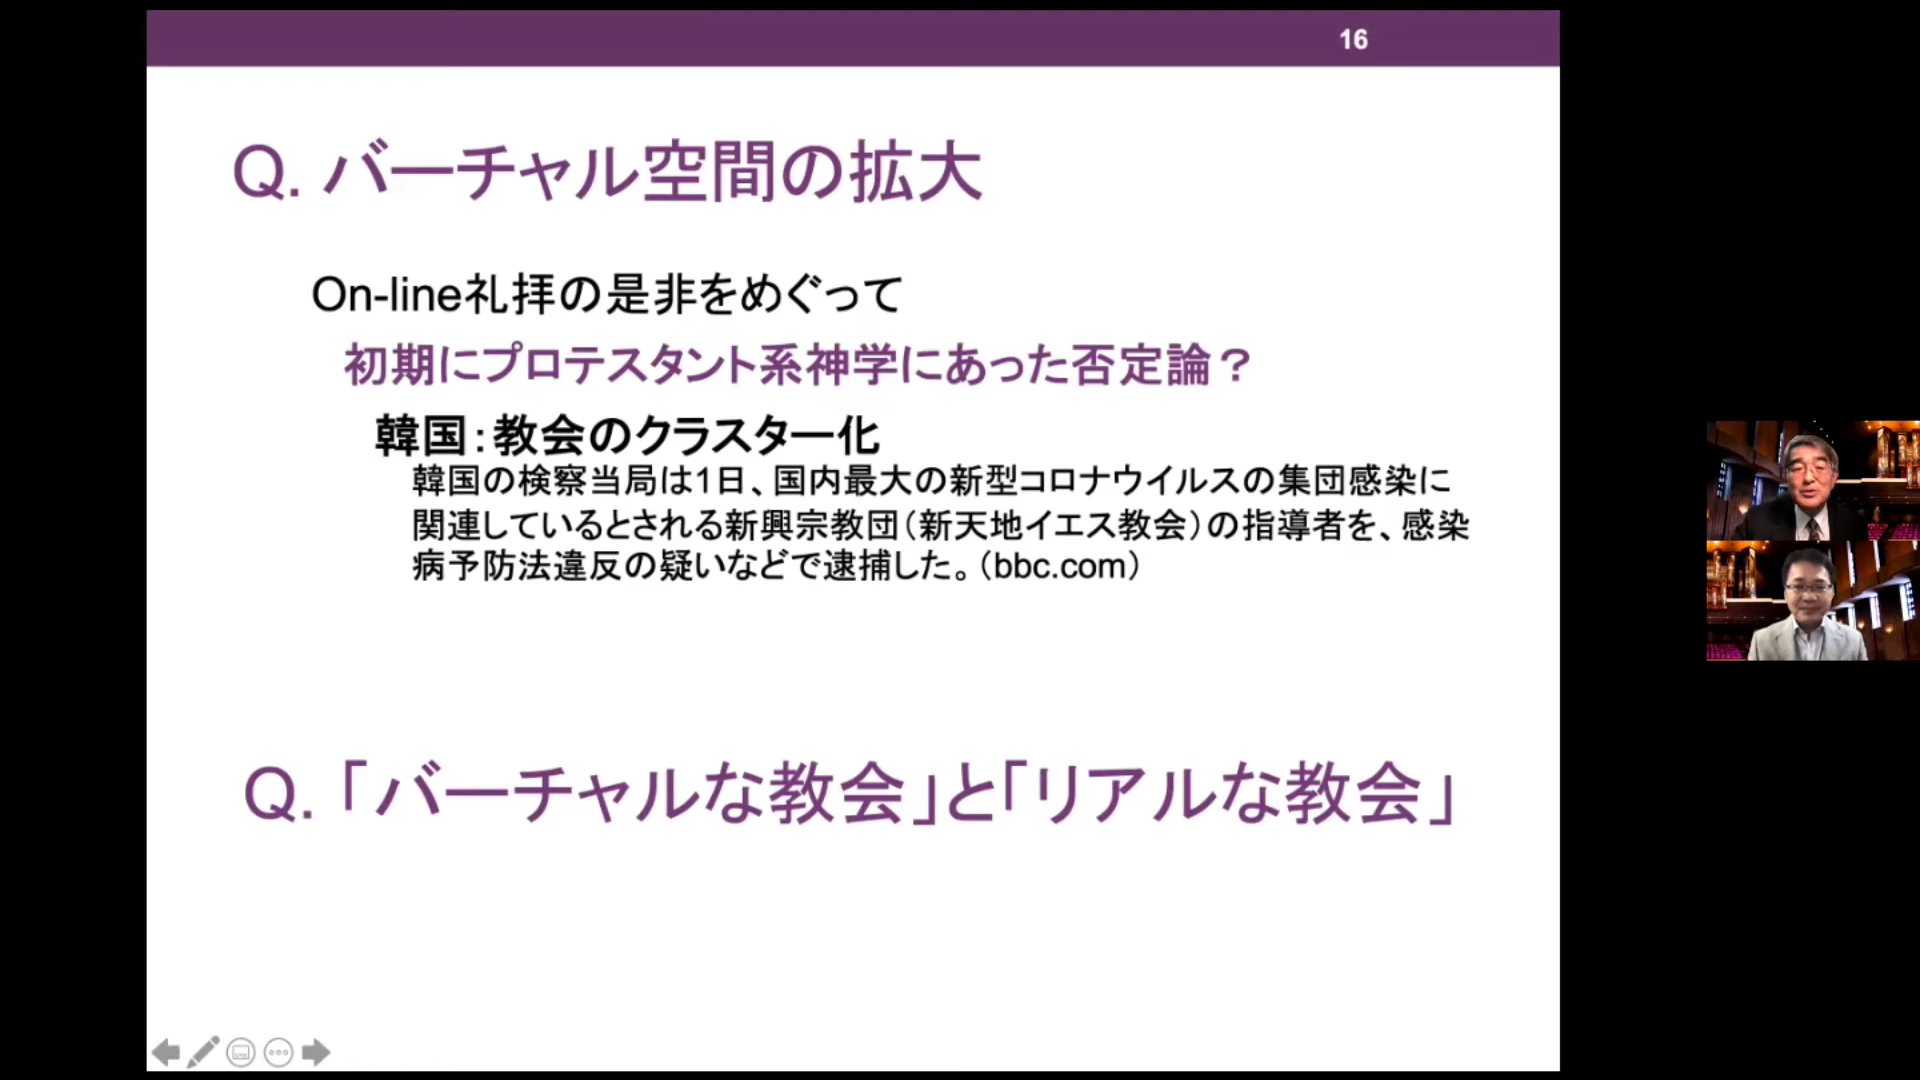 16
Q. バーチャル空間の拡大
On-line礼拝の是非をめぐって
初期にプロテスタント系神学にあった否定論？
韓国：教会のクラスター化
韓国の検察当局は1日、国内最大の新型コロナウイルスの集団感染に
関連しているとされる新興宗教団（新天地イエス教会）の指導者を、感染
病予防法違反の疑いなどで逮捕した。（bbc.com）
Q. 「バーチャルな教会」と「リアルな教会」